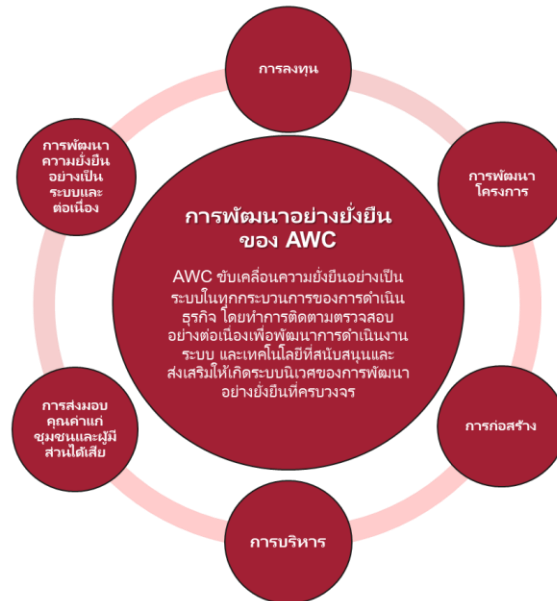 การลงทุน
การพัฒนา
โครงการ
การก่อสร้าง
การบริหาร
การส่งมอบ
คุณค่าแก่
ชุมชนและผู้มี
ส่วนได้เสีย
การพัฒนา
ความยั่งยืน
อย่างเป็น
ระบบและ
ต่อเนื่อง
การพัฒนาอย่างยั่งยืน
ของ AWC
AWC ขับเคลื่อนความยั่งยืนอย่างเป็น
ระบบในทุกกระบวนการของการดำเนิน
ธุรกิจ โดยทำการติดตามตรวจสอบ
อย่างต่อเนื่องเพื่อพัฒนาการดำเนินงาน
ระบบ และเทคโนโลยีที่สนับสนุนและ
ส่งเสริมให้เกิดระบบนิเวศของการพัฒนา
อย่างยั่งยืนที่ครบวงจร